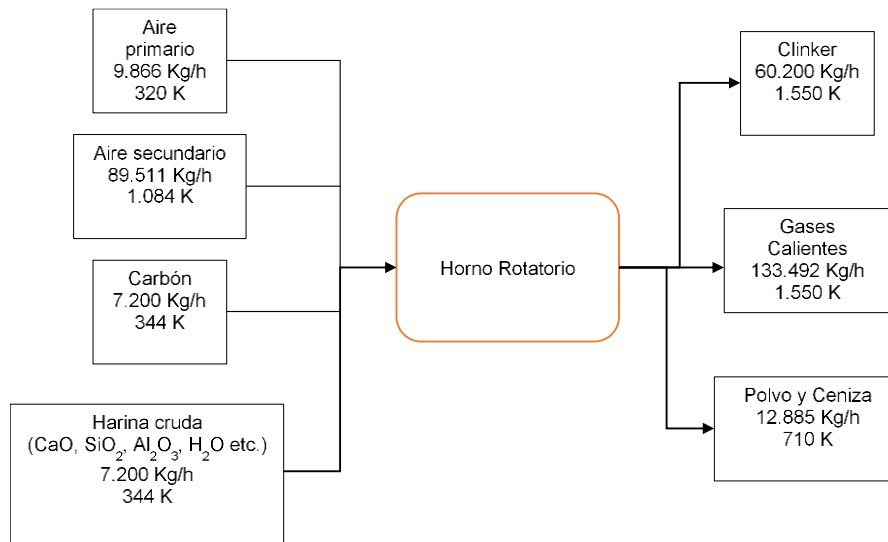 Aire
primario
9.866 Kg/h
320 K
Aire secundario
89.511 Kg/h
1.084 K
Carbón
7.200 Kg/h
344 K
Harina cruda
(CaO, SiO₂, Al₂O₃, H₂O etc.)
7.200 Kg/h
344 K
Horno Rotatorio
Clinker
60.200 Kg/h
1.550 K
Gases
Calientes
133.492 Kg/h
1.550 K
Polvo y Ceniza
12.885 Kg/h
710 K